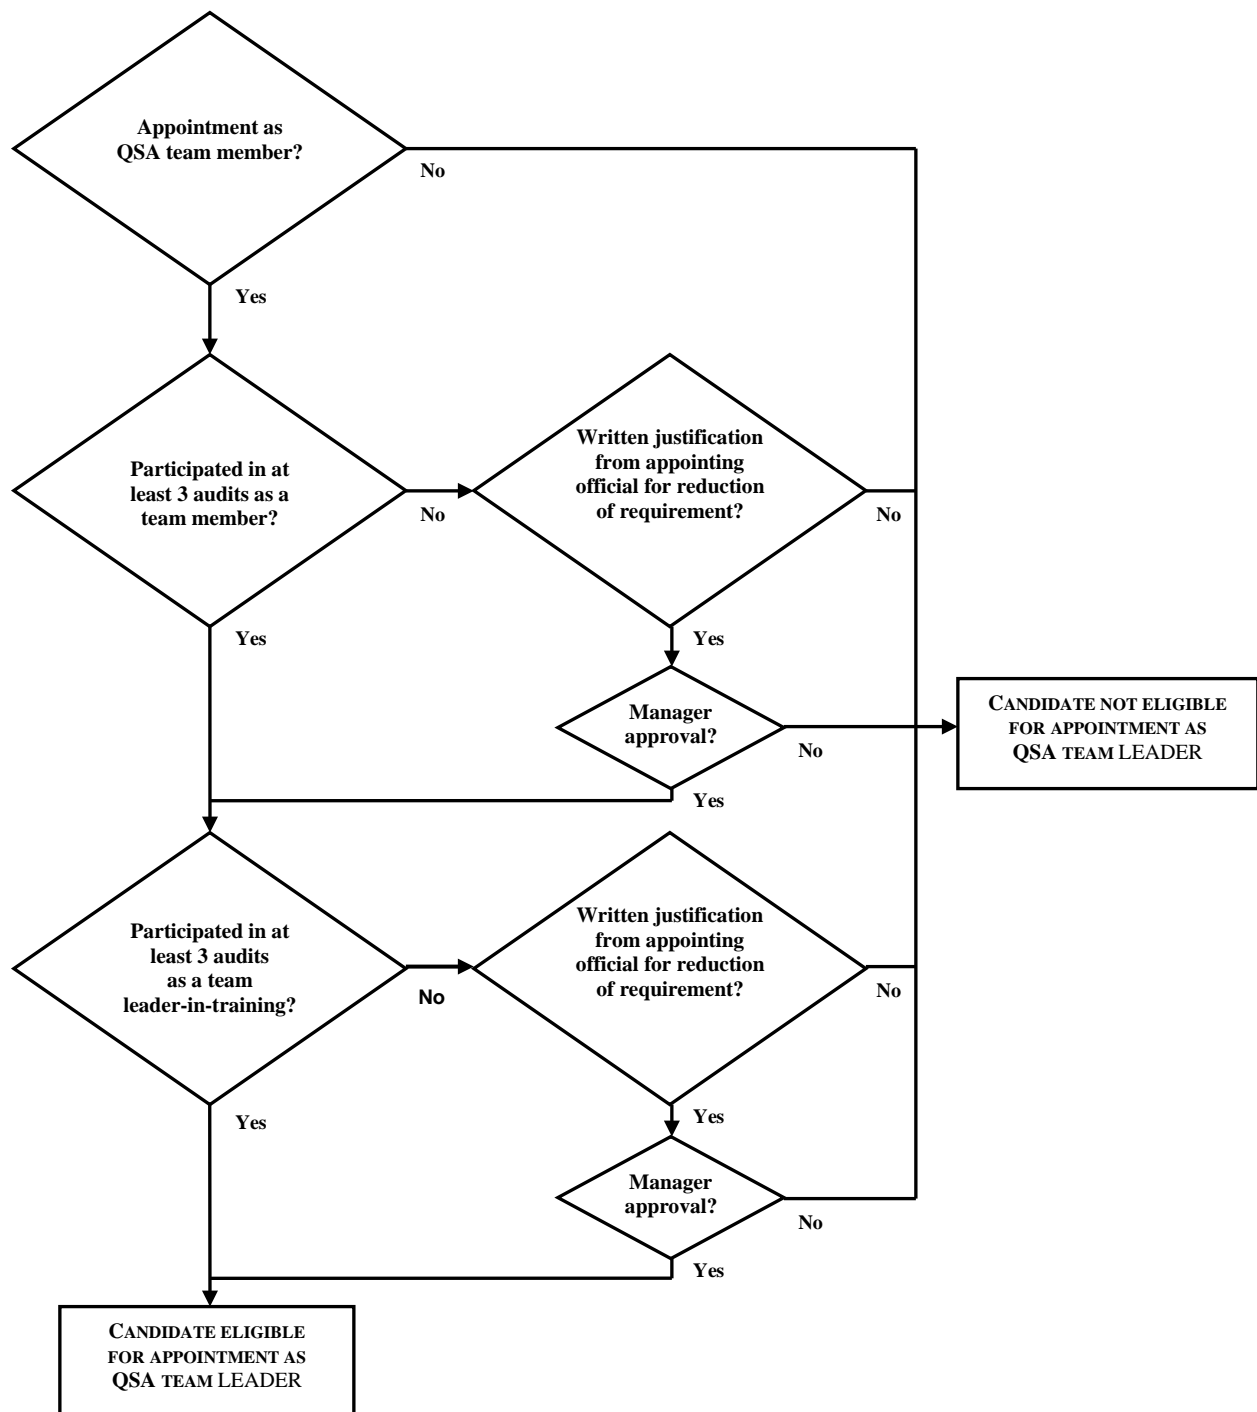 Appointment as
QSA team member?
No
Yes
Participated in at
least 3 audits as a
team member?
No
Written justification
from appointing
official for reduction
of requirement?
No
Yes
Yes
Manager
approval?
No
Yes
CANDIDATE NOT ELIGIBLE
FOR APPOINTMENT AS
QSA TEAM LEADER
Participated in at
least 3 audits
as a team
leader-in-training?
No
Written justification
from appointing
official for reduction
of requirement?
No
Yes
Yes
Manager
approval?
No
Yes
CANDIDATE ELIGIBLE
FOR APPOINTMENT AS
QSA TEAM LEADER